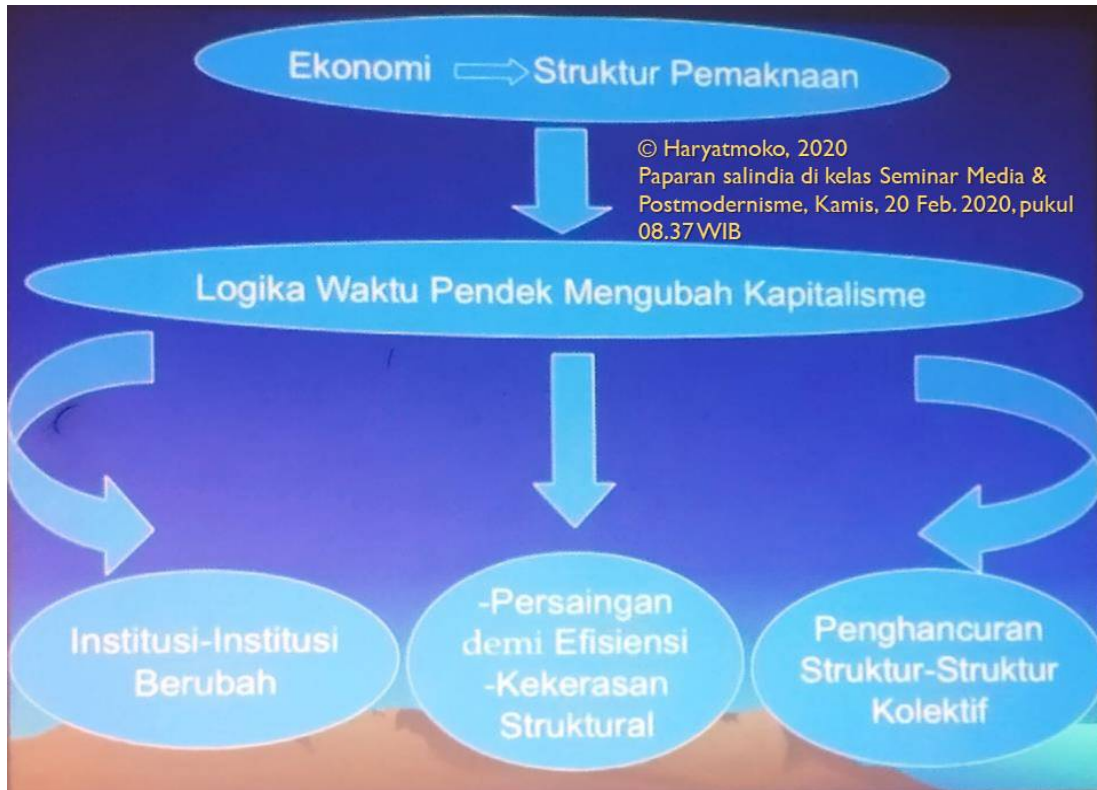 Ekonomi Struktur Pemaknaan
© Haryatmoko, 2020
Paparan salindia di kelas Seminar Media &
Postmodernisme, Kamis, 20 Feb. 2020, pukul
08.37 WIB
Logika Waktu Pendek Mengubah Kapitalisme
Institusi-Institusi
Berubah
-Persaingan
demi Efisiensi
-Kekerasan
Struktural
Penghancuran
Struktur-Struktur
Kolektif